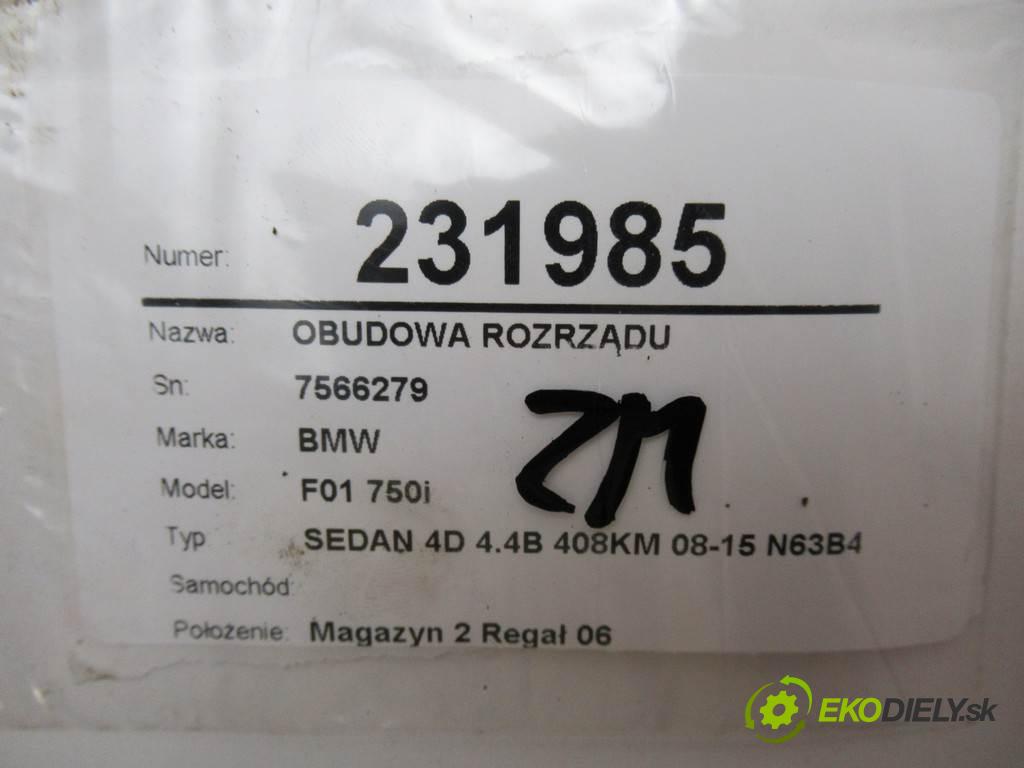 Numer: 231985
Nazwa: OBUDOWA ROZRZĄDU
Sn: 7566279
Marka: BMW
Model: F01 750i
Typ SEDAN 4D 4.4B 408KM 08-15 N63B4
Samochód:
Położenie: Magazyn 2 Regał 06
ZM
EKODIELY.sk